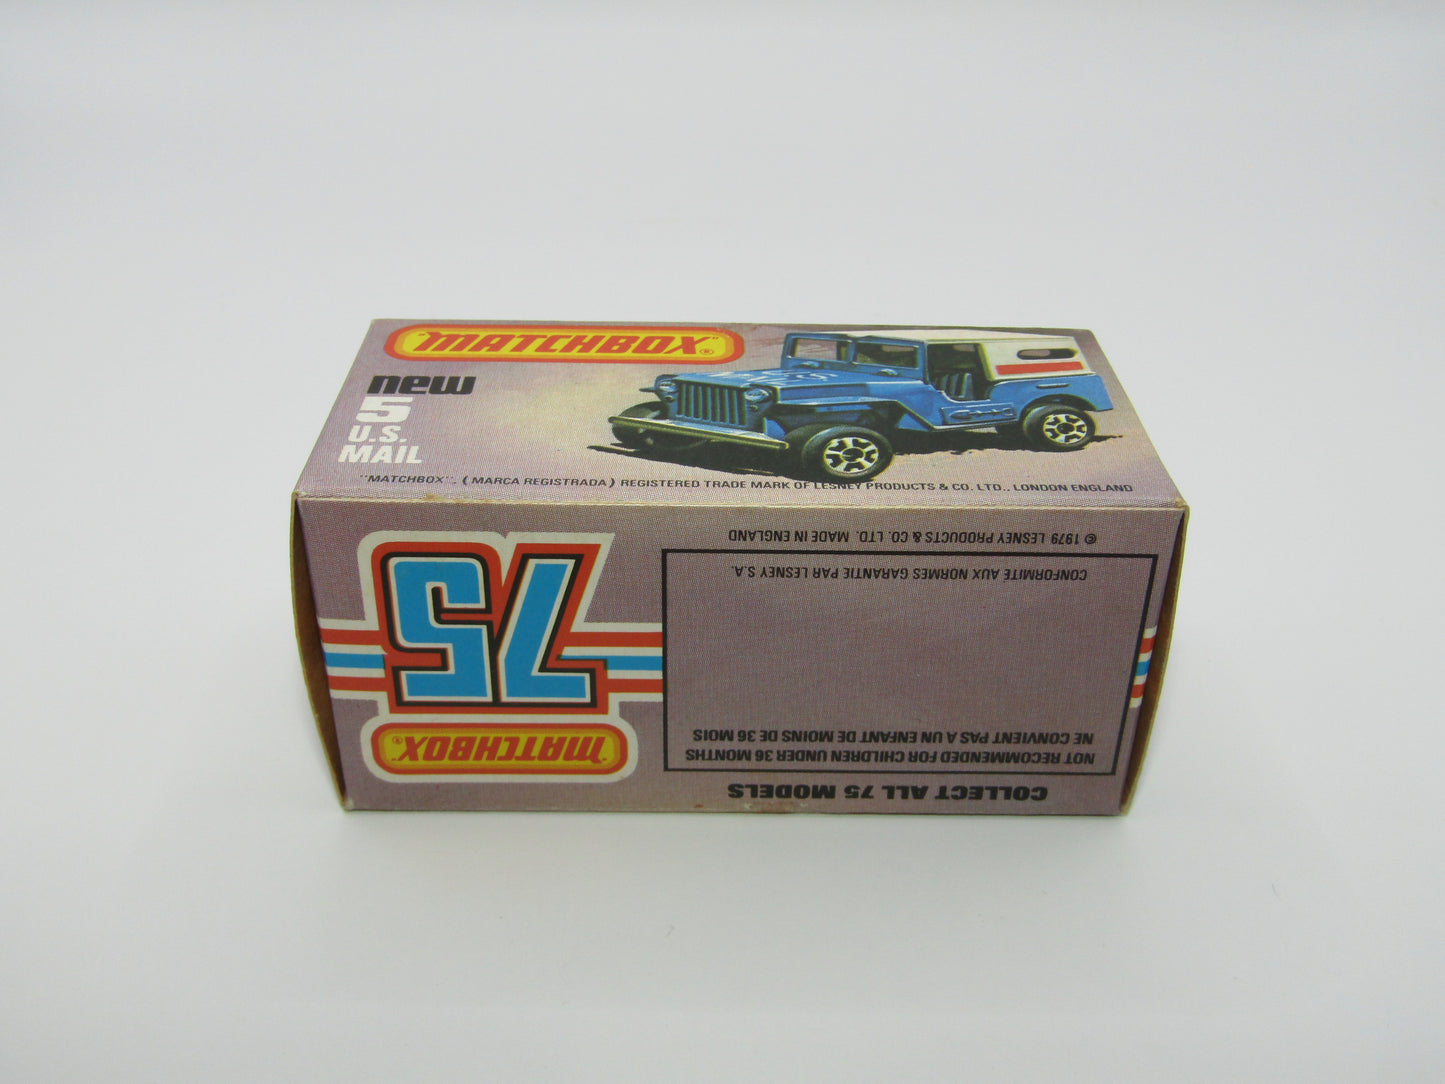 "MATCHBOX"®
new
5
U.S.
MAIL
"MATCHBOX", (MARCA REGISTRADA) REGISTERED TRADE MARK OF LESNEY PRODUCTS & CO. LTD., LONDON ENGLAND
COLLECT ALL 75 MODELS
NOT RECOMMENDED FOR CHILDREN UNDER 36 MONTHS
NE CONVIENT PAS A UN ENFANT DE MOINS DE 36 MOIS
CONFORMITÉ AUX NORMES GARANTIE PAR LESNEY S.A.
© 1979 LESNEY PRODUCTS & CO. LTD. MADE IN ENGLAND
"MATCHBOX"®
75